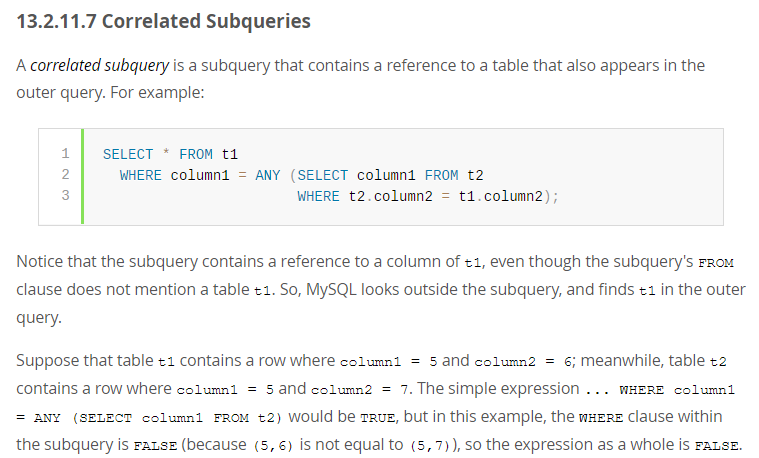 13.2.11.7 Correlated Subqueries
A correlated subquery is a subquery that contains a reference to a table that also appears in the
outer query. For example:
1 SELECT * FROM t1
2 WHERE column1 = ANY (SELECT column1 FROM t2
3 WHERE t2.column2 = t1.column2);
Notice that the subquery contains a reference to a column of t1, even though the subquery's FROM
clause does not mention a table t1. So, MySQL looks outside the subquery, and finds t1 in the outer
query.
Suppose that table t1 contains a row where column1 = 5 and column2 = 6; meanwhile, table t2
contains a row where column1 = 5 and column2 = 7. The simple expression ... WHERE column1
= ANY (SELECT column1 FROM t2) would be TRUE, but in this example, the WHERE clause within
the subquery is FALSE (because (5,6) is not equal to (5,7)), so the expression as a whole is FALSE.